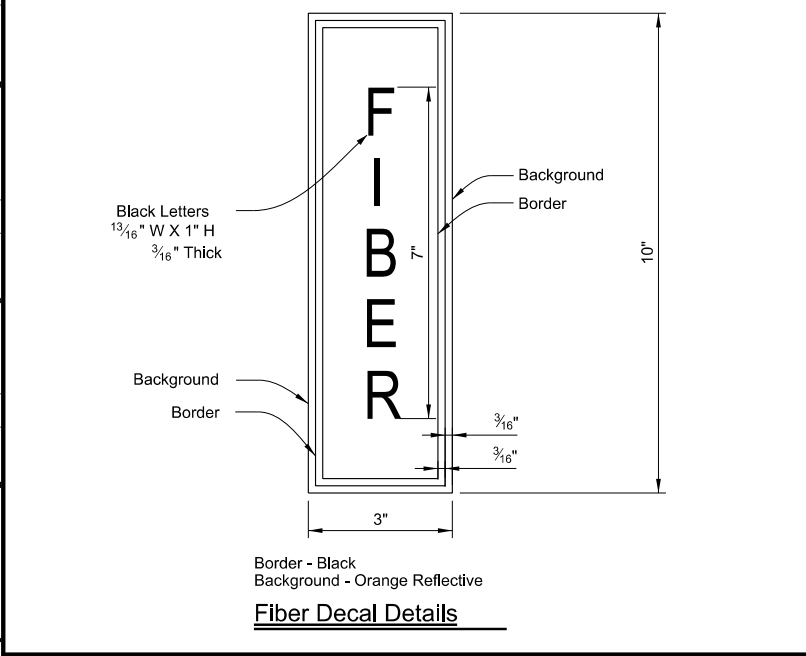 F
I
B
E
R
7"
10"
Background
Border
Black Letters
13/16" W X 1" H
3/16" Thick
Background
Border
3/16"
3/16"
3"
Border - Black
Background - Orange Reflective
Fiber Decal Details